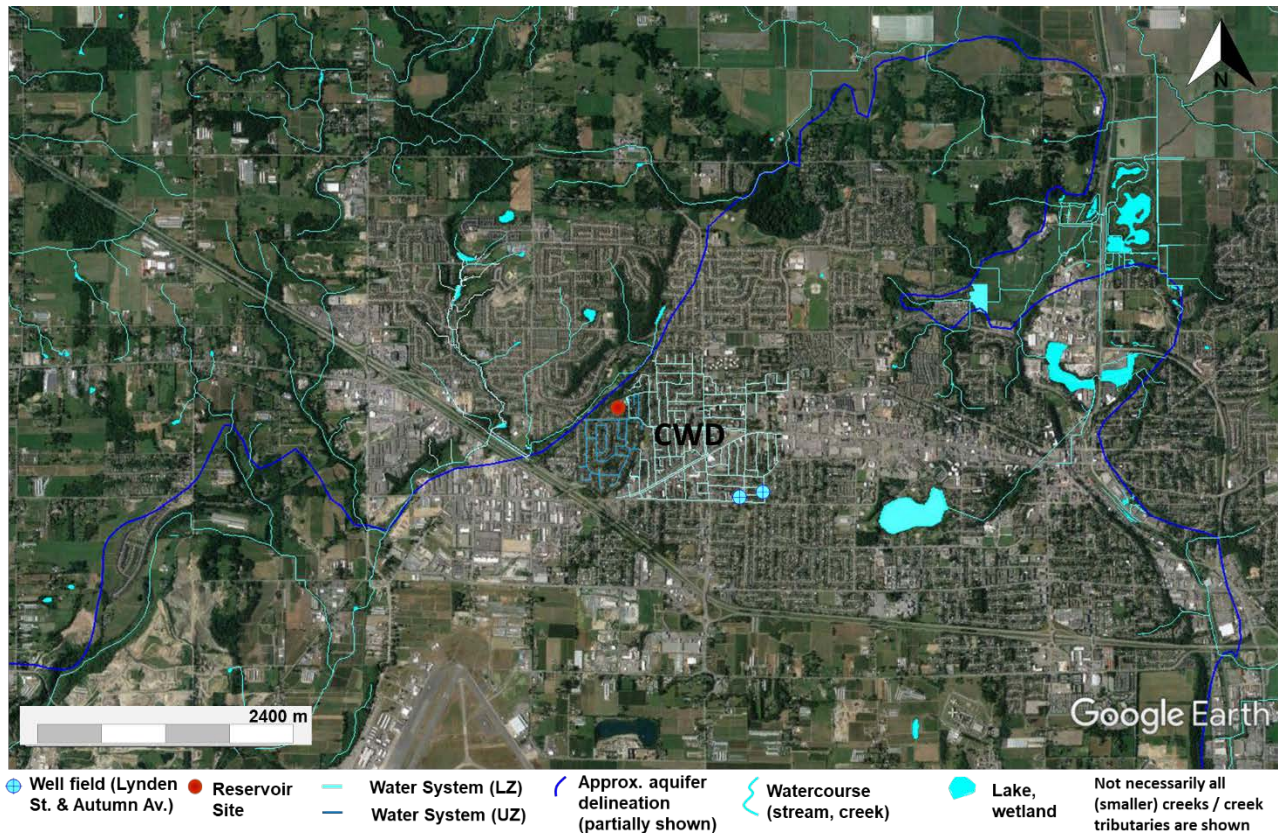 N
CWD
2400 m
Google Earth
Well field (Lynden
St. & Autumn Av.)
Reservoir
Site
Water System (LZ)
Water System (UZ)
Approx. aquifer
delineation
(partially shown)
Watercourse
(stream, creek)
Lake,
wetland
Not necessarily all
(smaller) creeks / creek
tributaries are shown